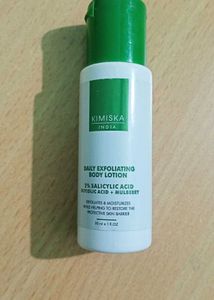 KIMISKA
INDIA
DAILY EXFOLIATING
BODY LOTION
2% SALICYLIC ACID
GLYCOLIC ACID + MULBERRY
EXFOLIATES & MOISTURIZES
WHILE HELPING TO RESTORE THE
PROTECTIVE SKIN BARRIER